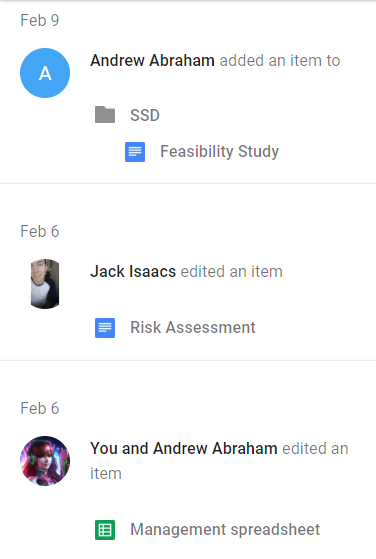 Feb 9
A
Andrew Abraham added an item to
SSD
Feasibility Study
Feb 6
Jack Isaacs edited an item
Risk Assessment
Feb 6
You and Andrew Abraham edited an
item
Management spreadsheet